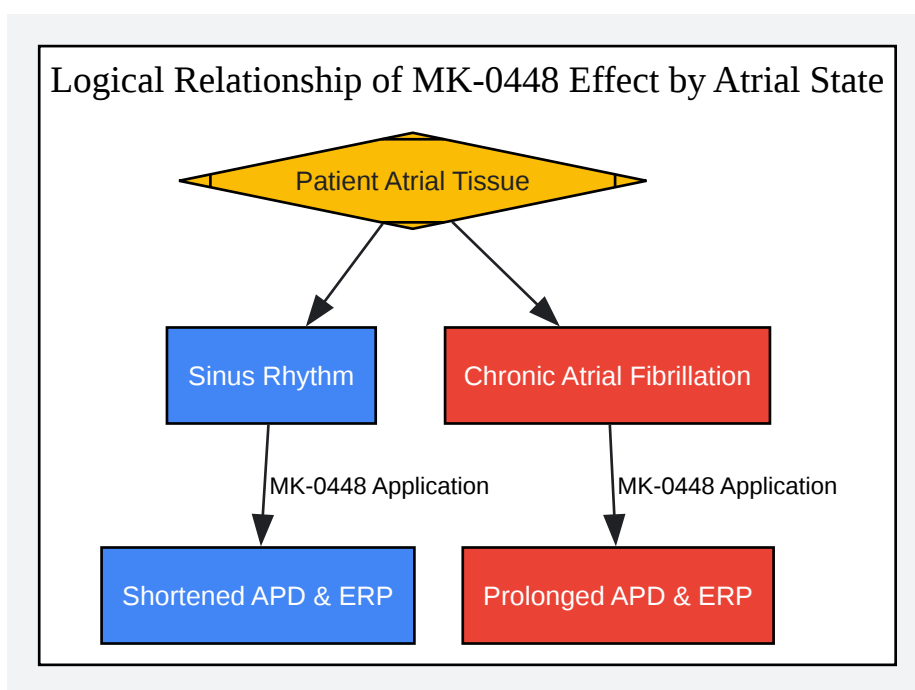 Logical Relationship of MK-0448 Effect by Atrial State
Patient Atrial Tissue
Sinus Rhythm
Chronic Atrial Fibrillation
MK-0448 Application
MK-0448 Application
Shortened APD & ERP
Prolonged APD & ERP